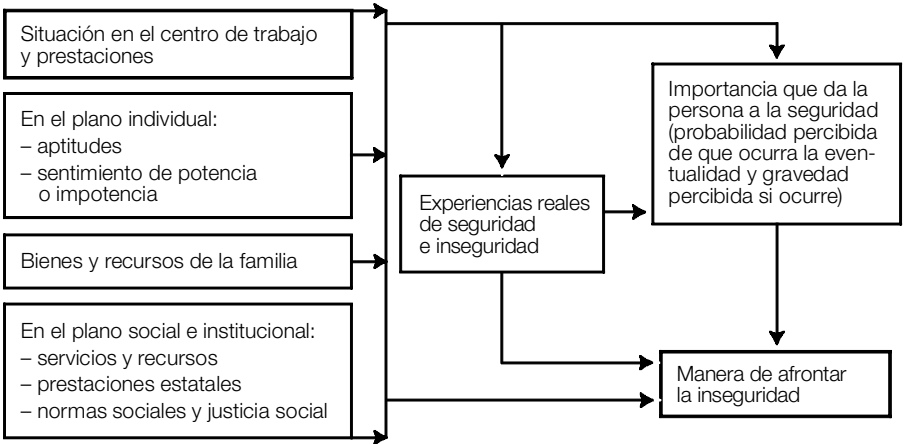 Situación en el centro de trabajo
y prestaciones
En el plano individual:
– aptitudes
– sentimiento de potencia
o impotencia
Bienes y recursos de la familia
En el plano social e institucional:
– servicios y recursos
– prestaciones estatales
– normas sociales y justicia social
Experiencias reales
de seguridad
e inseguridad
Importancia que da la
persona a la seguridad
(probabilidad percibida
de que ocurra la even-
tualidad y gravedad
percibida si ocurre)
Manera de afrontar
la inseguridad